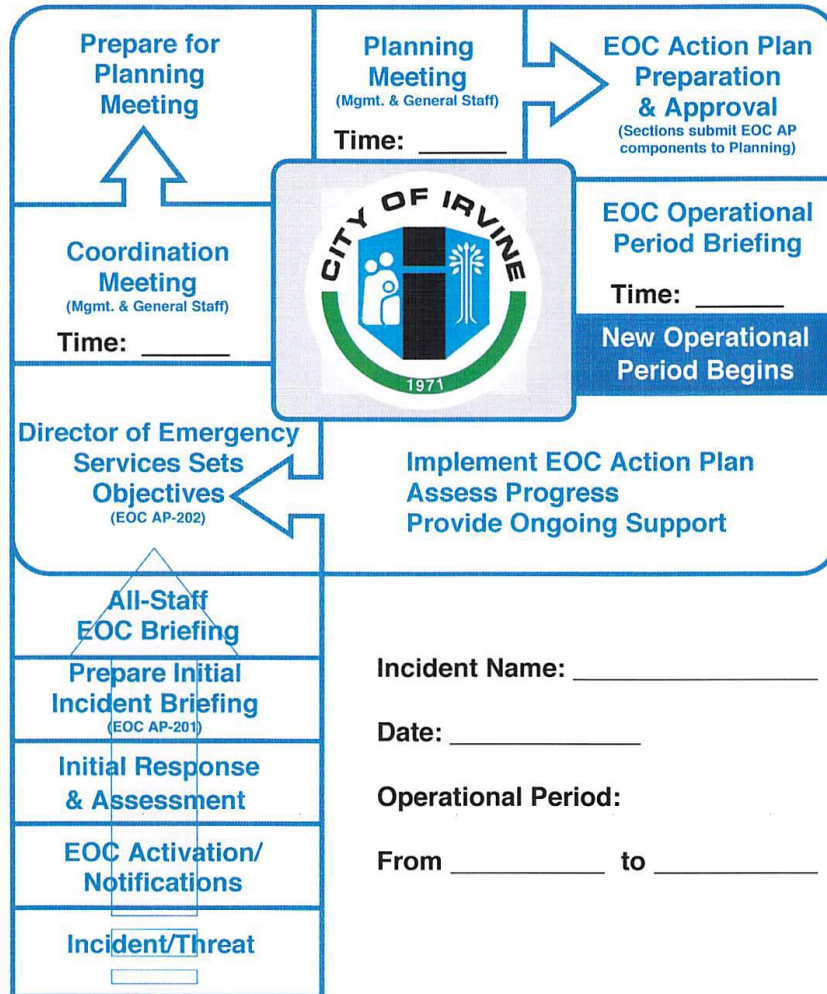 Prepare for
Planning
Meeting
Planning
Meeting
(Mgmt. & General Staff)
Time: ______
EOC Action Plan
Preparation
& Approval
(Sections submit EOC AP
components to Planning)
Coordination
Meeting
(Mgmt. & General Staff)
Time: ______
CITY OF IRVINE
1971
EOC Operational
Period Briefing
Time: ______
New Operational
Period Begins
Director of Emergency
Services Sets
Objectives
(EOC AP-202)
Implement EOC Action Plan
Assess Progress
Provide Ongoing Support
All-Staff
EOC Briefing
Prepare Initial
Incident Briefing
(EOC AP-201)
Initial Response
& Assessment
EOC Activation/
Notifications
Incident/Threat
Incident Name: ________________
Date: ____________
Operational Period:
From __________ to __________